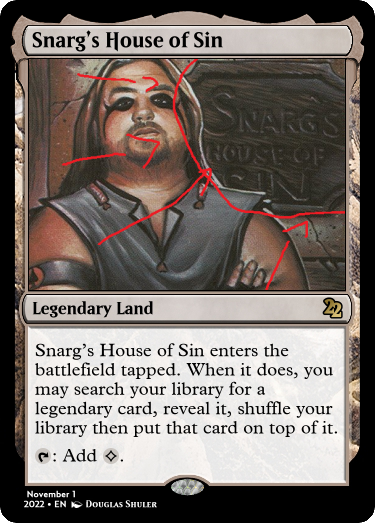 Snarg's House of Sin
SNARG'S
HOUSE OF
SIN
Legendary Land
22
Snarg's House of Sin enters the
battlefield tapped. When it does, you
may search your library for a
legendary card, reveal it, shuffle your
library then put that card on top of it.
: Add .
November 1
2022 • EN Douglas Shuler